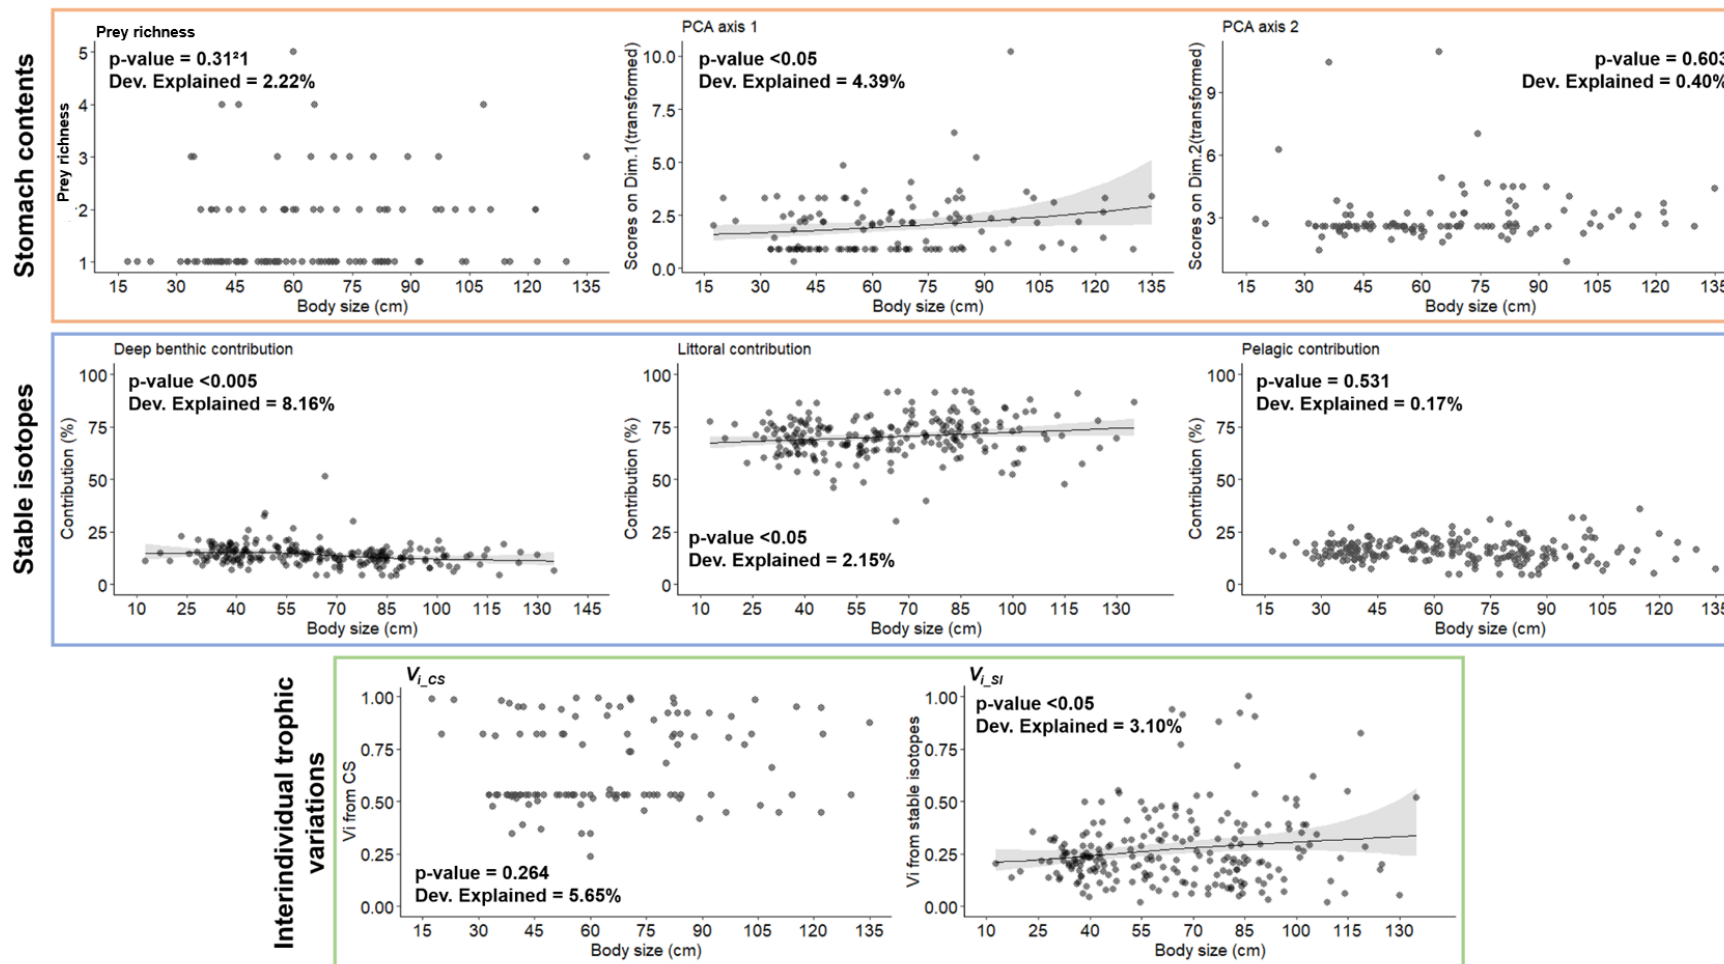 Stomach contents
Prey richness
p-value = 0.31²1
Dev. Explained = 2.22%
Prey richness
5
4
3
2
1
15 30 45 60 75 90 105 120 135
Body size (cm)
PCA axis 1
p-value <0.05
Dev. Explained = 4.39%
Scores on Dim.1(transformed)
10.0
7.5
5.0
2.5
0.0
15 30 45 60 75 90 105 120 135
Body size (cm)
PCA axis 2
p-value = 0.603
Dev. Explained = 0.40%
Scores on Dim.2(transformed)
9
6
3
15 30 45 60 75 90 105 120 135
Body size (cm)
Stable isotopes
Deep benthic contribution
p-value <0.005
Dev. Explained = 8.16%
Contribution (%)
100
75
50
25
0
10 25 40 55 70 85 100 115 130 145
Body size (cm)
Littoral contribution
p-value <0.05
Dev. Explained = 2.15%
Contribution (%)
100
75
50
25
0
10 25 40 55 70 85 100 115 130
Body size (cm)
Pelagic contribution
p-value = 0.531
Dev. Explained = 0.17%
Contribution (%)
100
75
50
25
0
15 30 45 60 75 90 105 120 135
Body size (cm)
Interindividual trophic
variations
Vi_CS
p-value = 0.264
Dev. Explained = 5.65%
Vi from CS
1.00
0.75
0.50
0.25
0.00
15 30 45 60 75 90 105 120 135
Body size (cm)
Vi_SI
p-value <0.05
Dev. Explained = 3.10%
Vi from stable isotopes
1.00
0.75
0.50
0.25
0.00
10 25 40 55 70 85 100 115 130
Body size (cm)